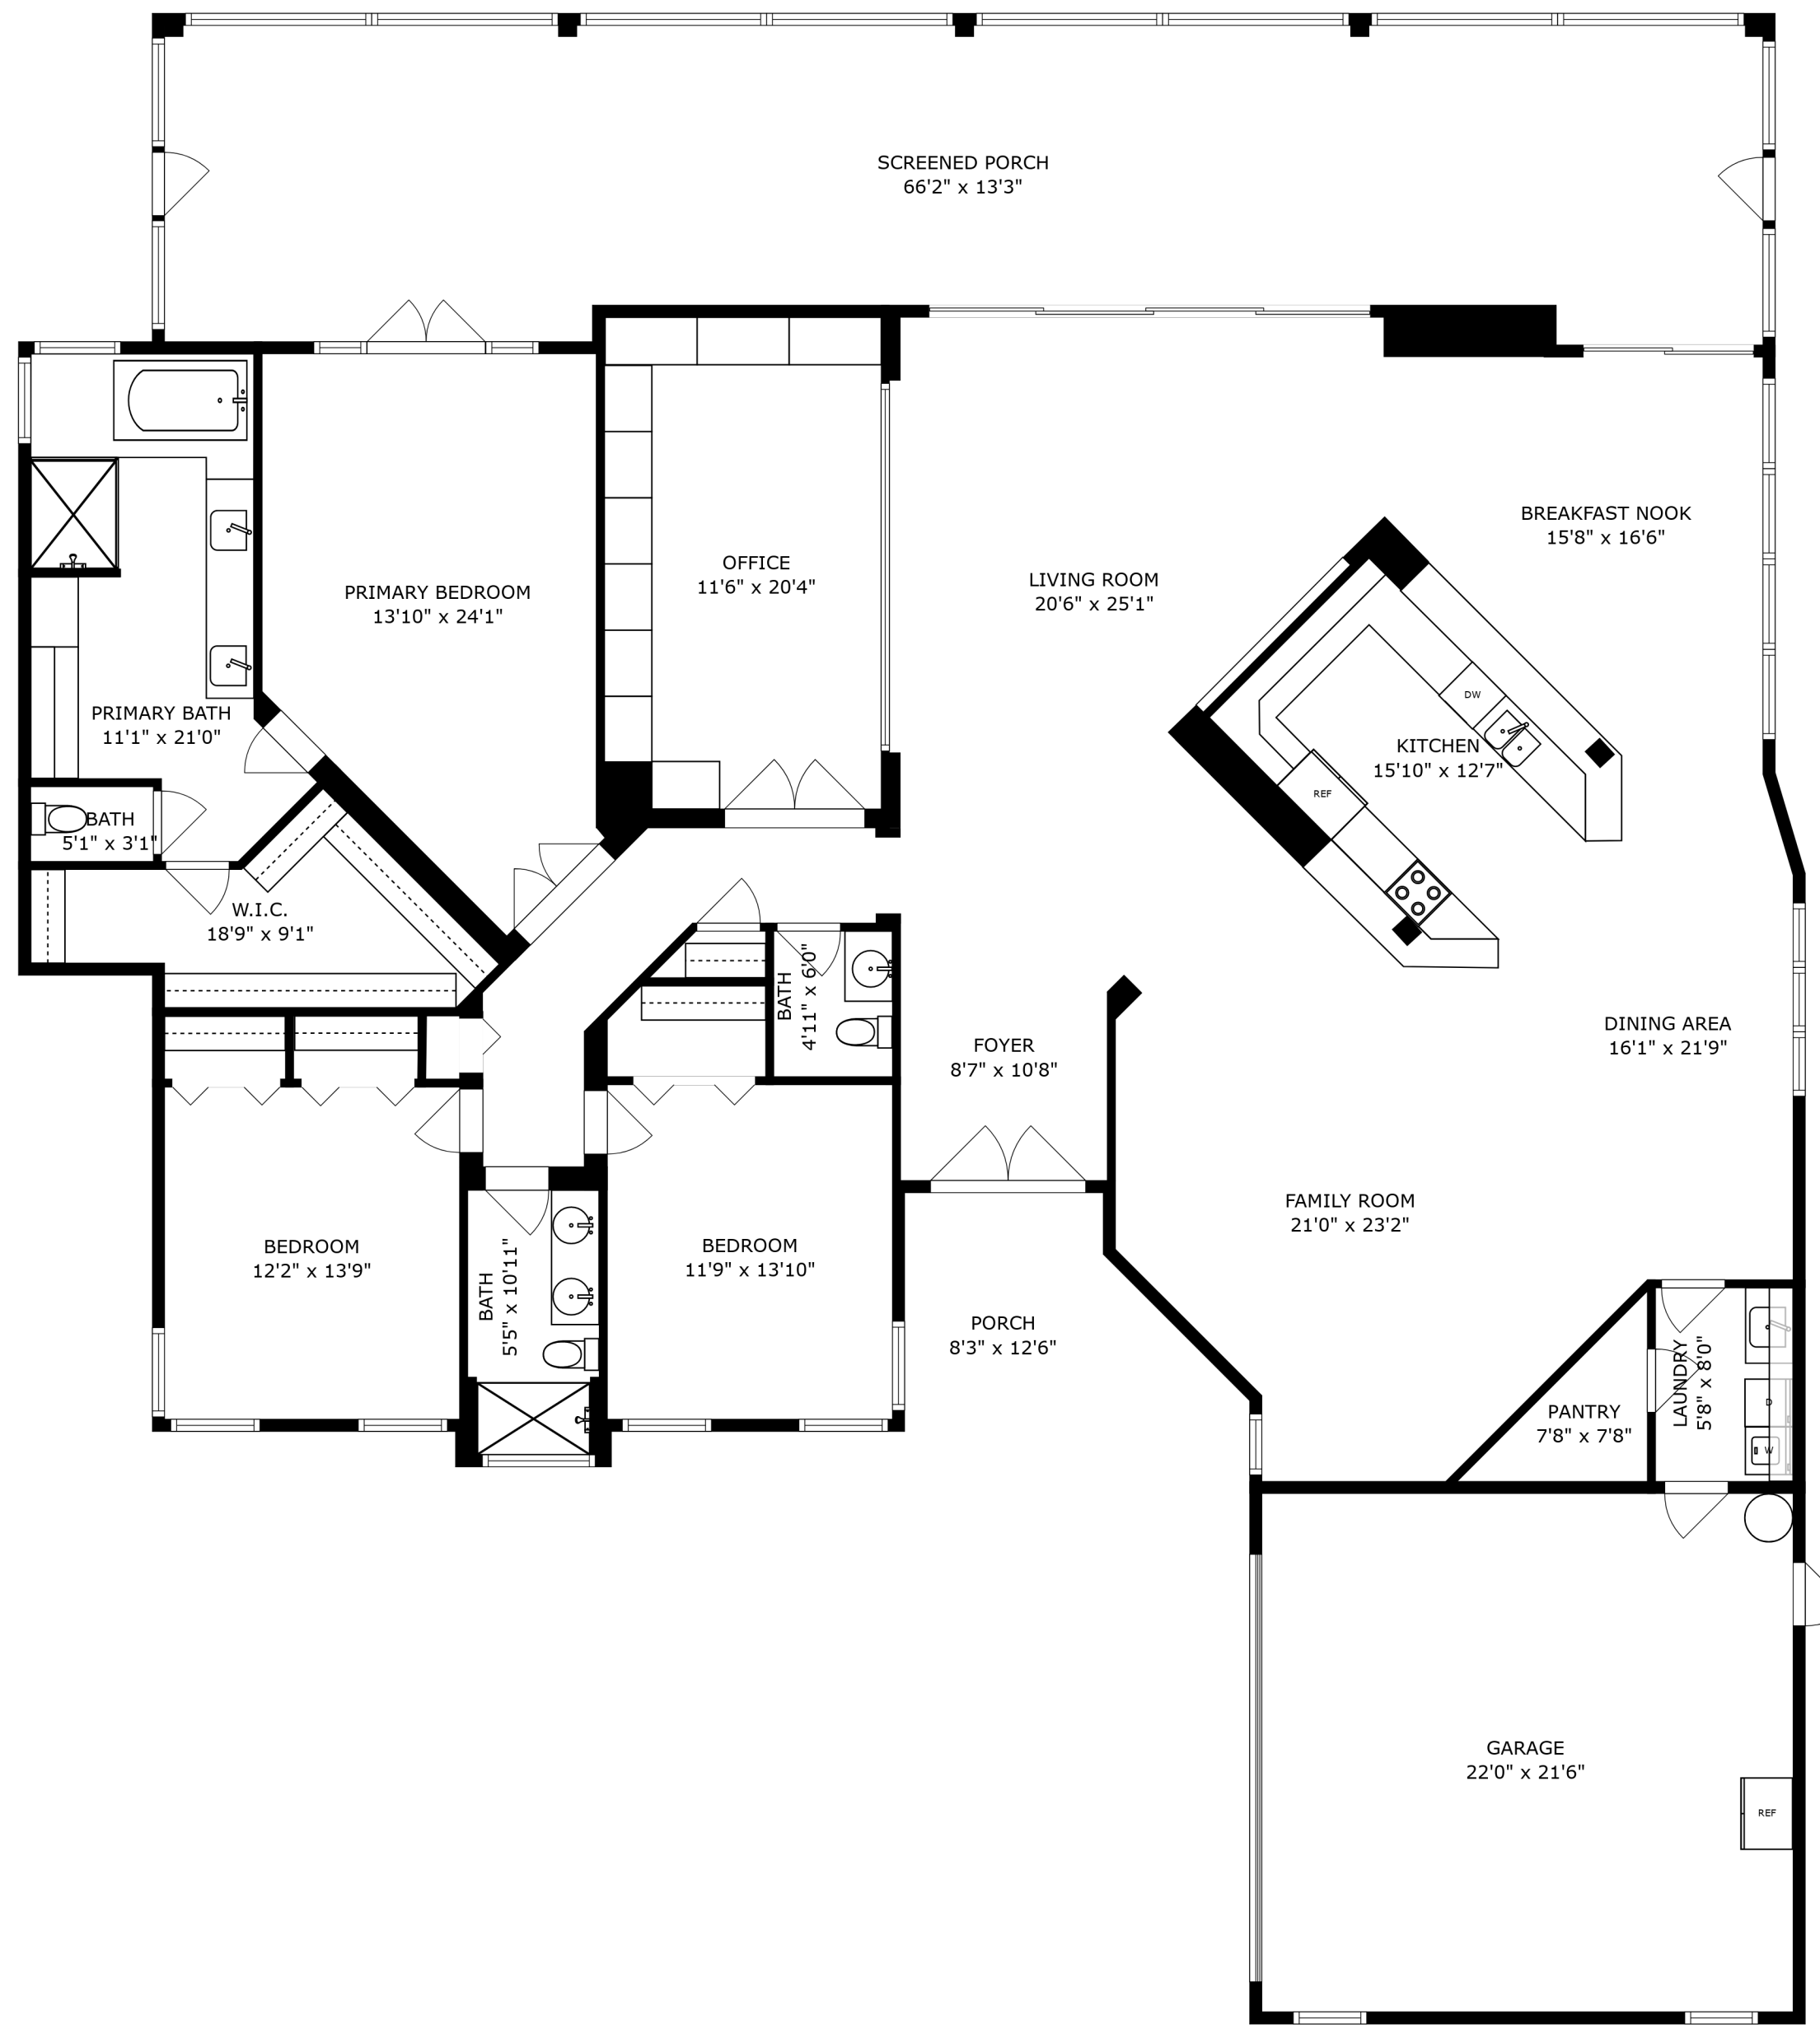 SCREENED PORCH
66'2" x 13'3"
BREAKFAST NOOK
15'8" x 16'6"
OFFICE
11'6" x 20'4"
LIVING ROOM
20'6" x 25'1"
PRIMARY BEDROOM
13'10" x 24'1"
DW
PRIMARY BATH
11'1" x 21'0"
KITCHEN
15'10" x 12'7"
REF
BATH
5'1" x 3'1"
W.I.C.
18'9" x 9'1"
BATH
4'11" x 6'0"
DINING AREA
16'1" x 21'9"
FOYER
8'7" x 10'8"
FAMILY ROOM
21'0" x 23'2"
BEDROOM
12'2" x 13'9"
BATH
5'5" x 10'11"
BEDROOM
11'9" x 13'10"
PORCH
8'3" x 12'6"
LAUNDRY
5'8" x 8'0"
D
W
PANTRY
7'8" x 7'8"
GARAGE
22'0" x 21'6"
REF